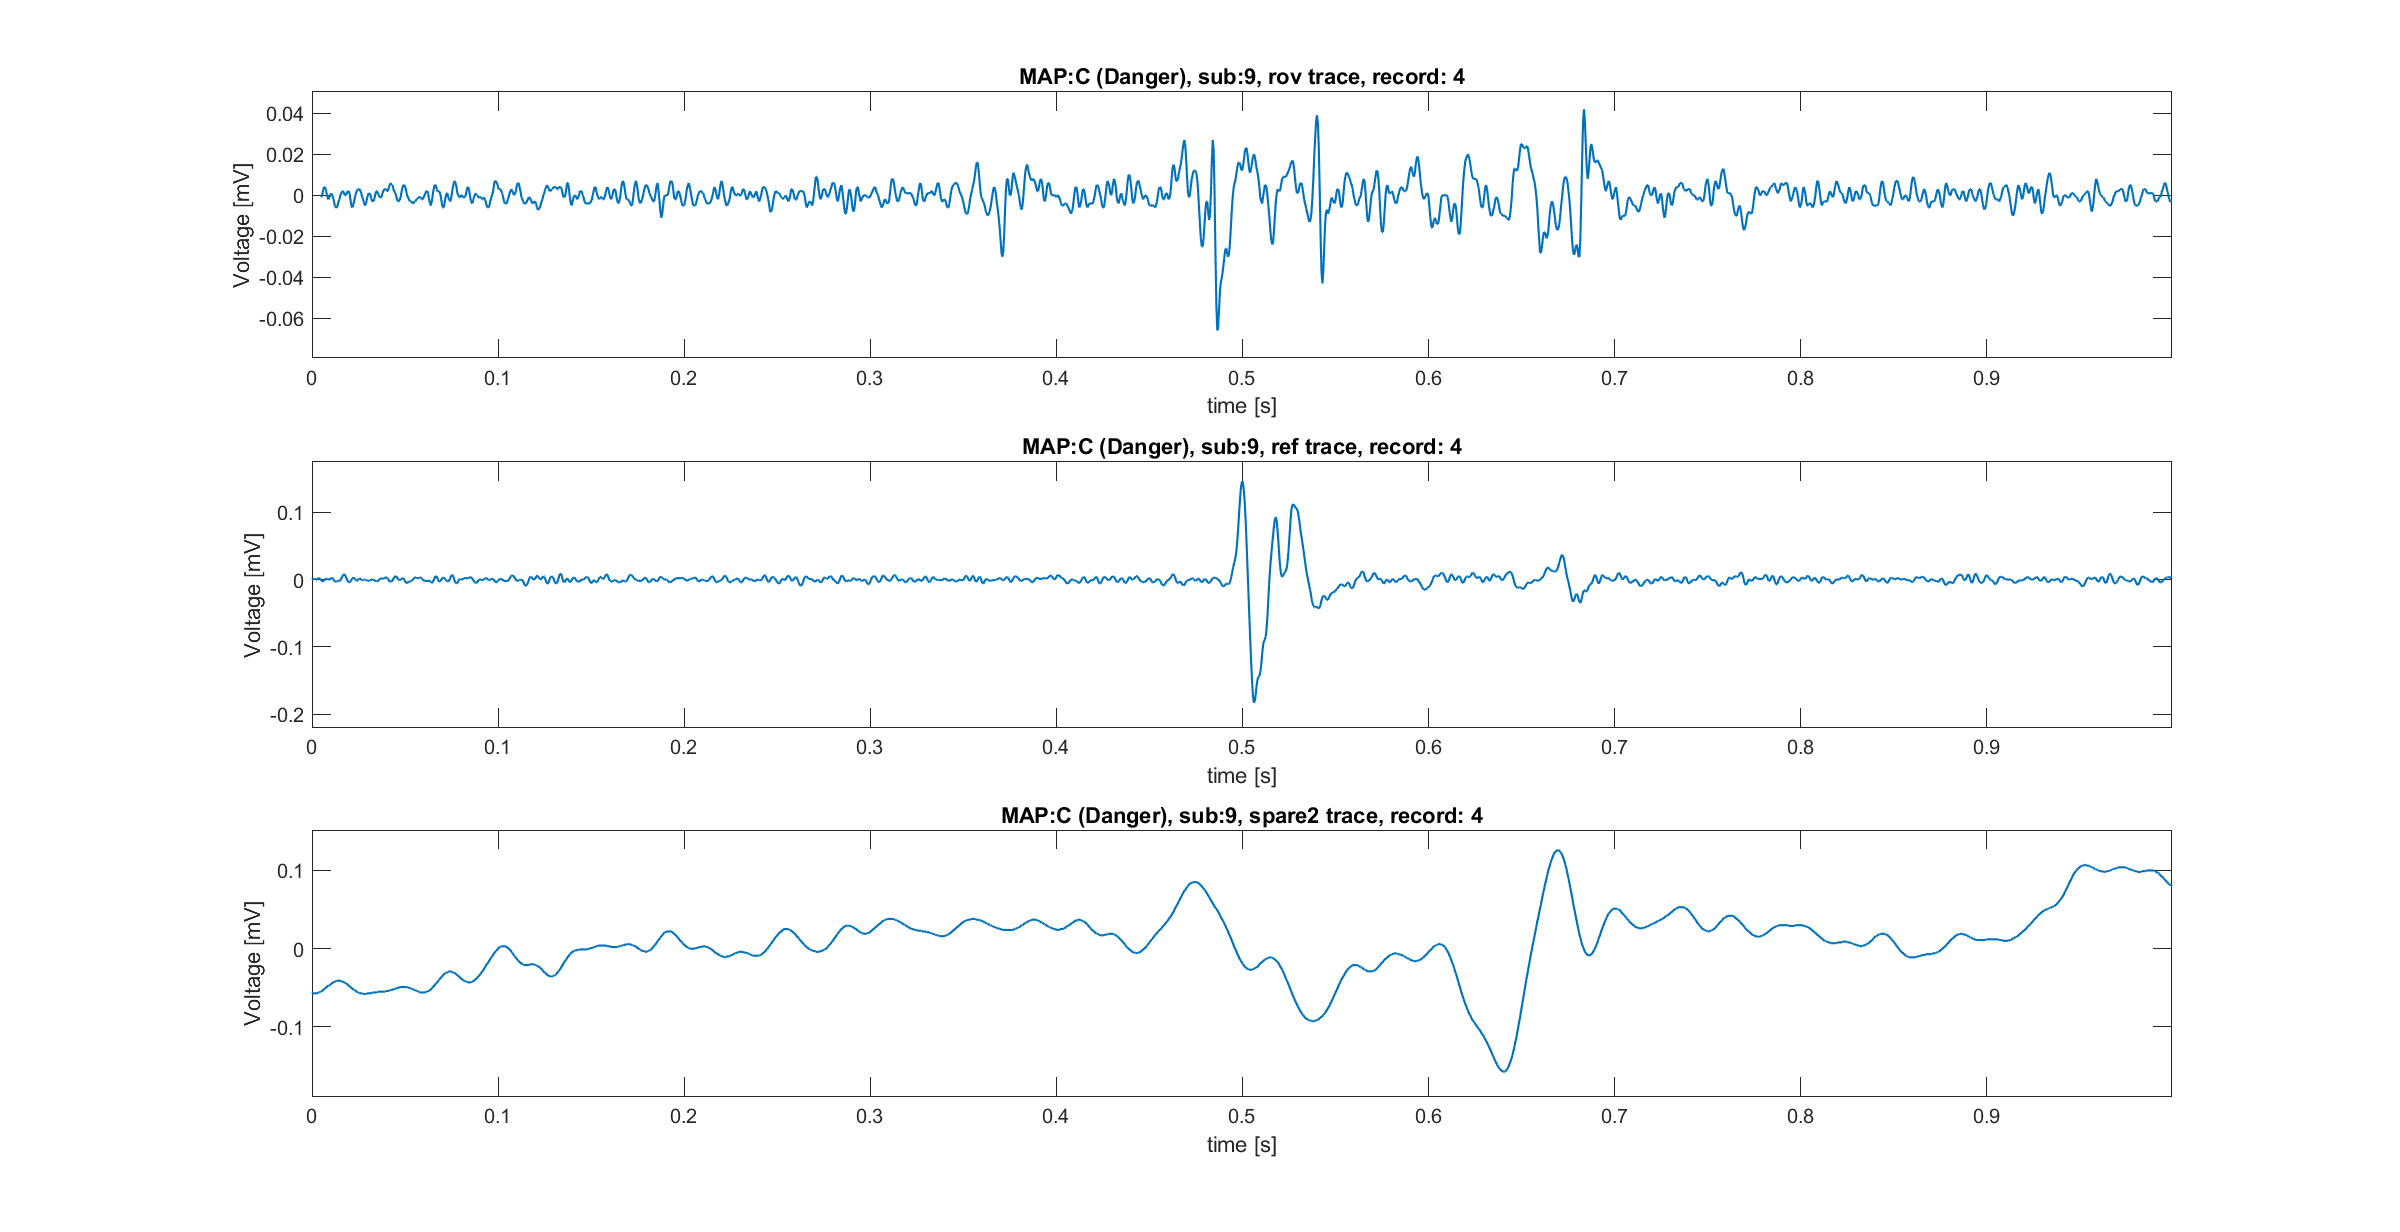 MAP:C (Danger), sub:9, rov trace, record: 4
0.04
0.02
0
-0.02
-0.04
-0.06
Voltage [mV]
0 0.1 0.2 0.3 0.4 0.5 0.6 0.7 0.8 0.9
time [s]
MAP:C (Danger), sub:9, ref trace, record: 4
0.1
0
-0.1
-0.2
Voltage [mV]
0 0.1 0.2 0.3 0.4 0.5 0.6 0.7 0.8 0.9
time [s]
MAP:C (Danger), sub:9, spare2 trace, record: 4
0.1
0
-0.1
Voltage [mV]
0 0.1 0.2 0.3 0.4 0.5 0.6 0.7 0.8 0.9
time [s]